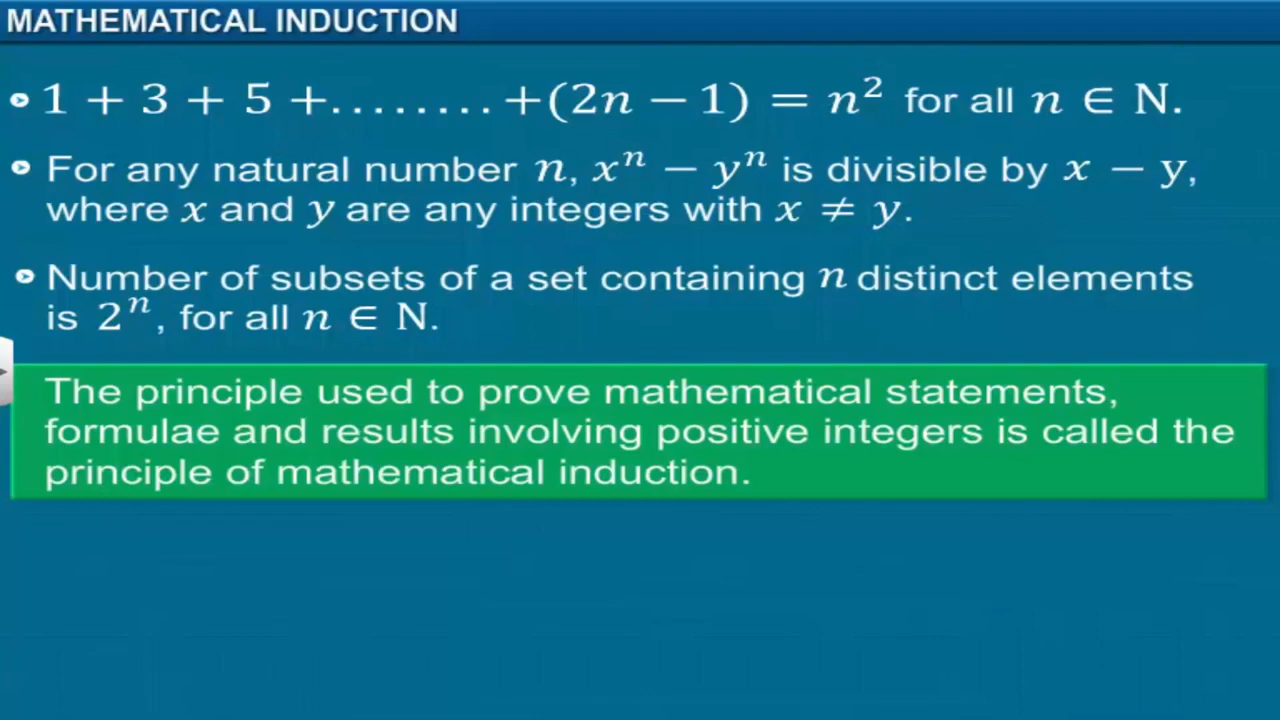 MATHEMATICAL INDUCTION
1 + 3 + 5 +........ +(2n − 1) = n² for all n ∈ N.
For any natural number n, xⁿ − yⁿ is divisible by x − y,
where x and y are any integers with x ≠ y.
Number of subsets of a set containing n distinct elements
is 2ⁿ, for all n ∈ N.
The principle used to prove mathematical statements,
formulae and results involving positive integers is called the
principle of mathematical induction.